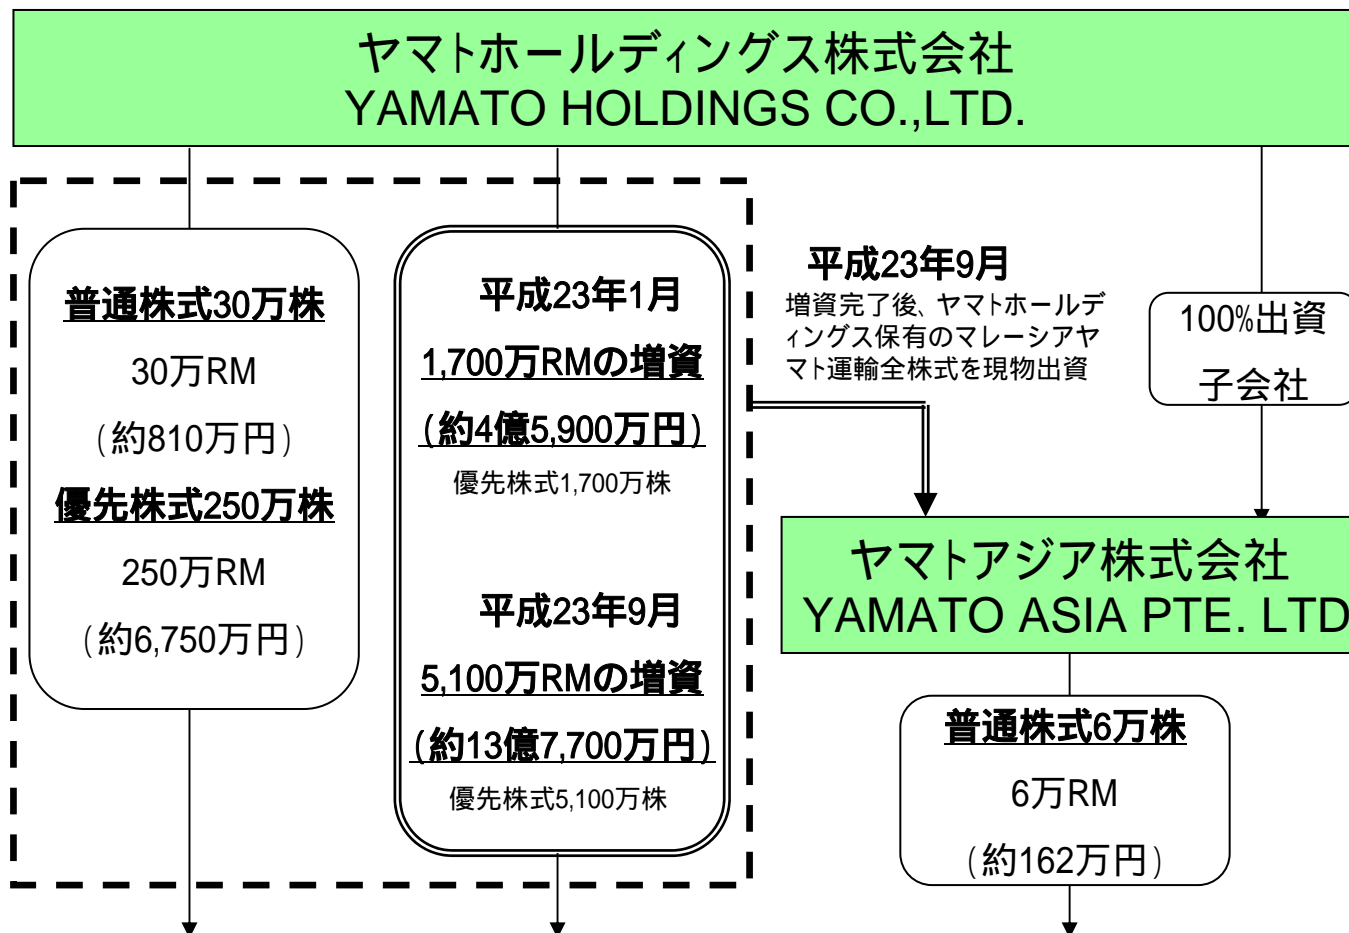 ヤマトホールディングス株式会社
YAMATO HOLDINGS CO.,LTD.
普通株式30万株
30万RM
(約810万円)
優先株式250万株
250万RM
(約6,750万円)
平成23年1月
1,700万RMの増資
(約4億5,900万円)
優先株式1,700万株
平成23年9月
5,100万RMの増資
(約13億7,700万円)
優先株式5,100万株
平成23年9月
増資完了後、ヤマトホールデ
ィングス保有のマレーシアヤ
マト運輸全株式を現物出資
100%出資
子会社
ヤマトアジア株式会社
YAMATO ASIA PTE. LTD
普通株式6万株
6万RM
(約162万円)